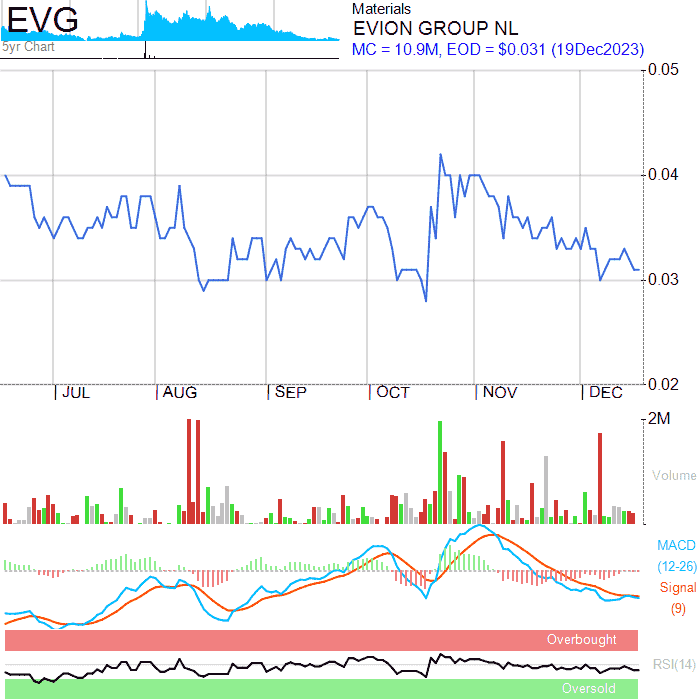 EVG
5yr Chart
Materials
EVION GROUP NL
MC = 10.9M, EOD = $0.031 (19Dec2023)
0.05
0.04
0.03
0.02
JUL AUG SEP OCT NOV DEC
2M
Volume
MACD
(12-26)
Signal
(9)
Overbought
RSI(14)
Oversold